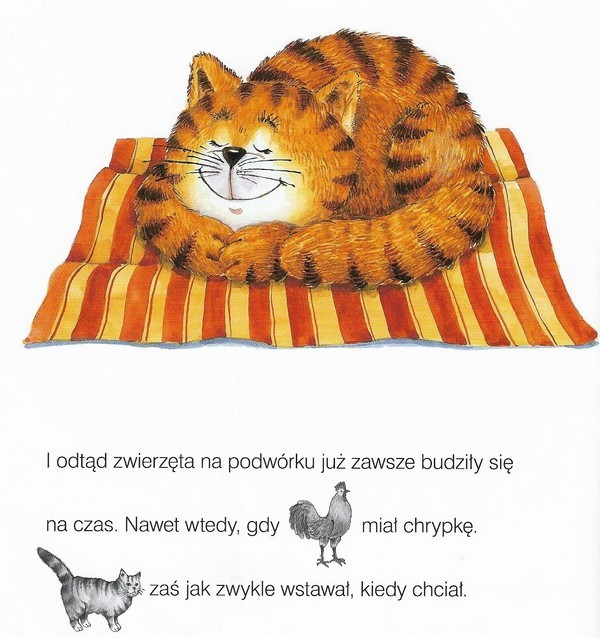 I odtąd zwierzęta na podwórku już zawsze budziły się
na czas. Nawet wtedy, gdy miał chrypkę.
zaś jak zwykle wstawał, kiedy chciał.